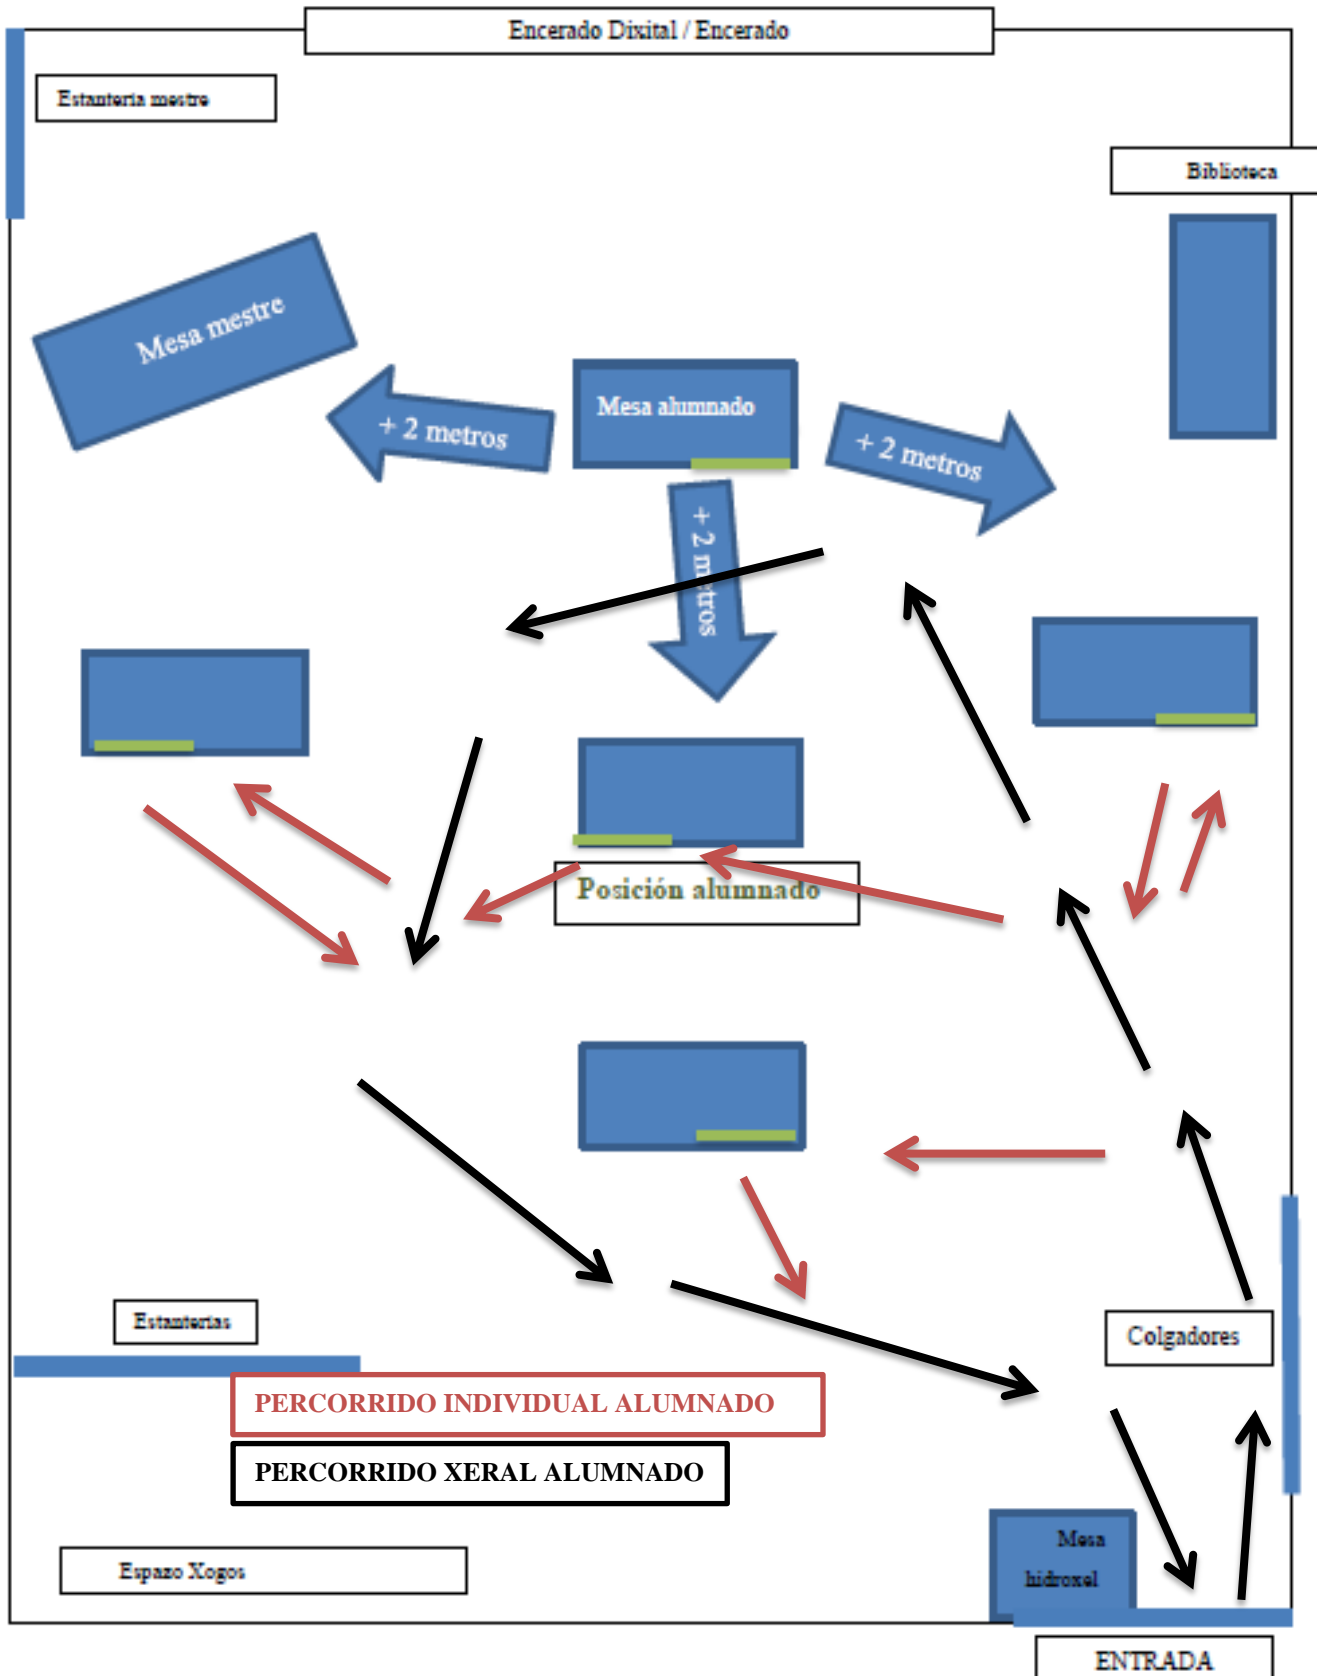 Encerado Dixital / Encerado
Estantería mestre
Biblioteca
Mesa mestre
Mesa alumnado
+ 2 metros
+ 2 metros
+ 2 metros
Posición alumnado
Estanterías
Colgadores
PERCORRIDO INDIVIDUAL ALUMNADO
PERCORRIDO XERAL ALUMNADO
Mesa
hidroxel
Espazo Xogos
ENTRADA